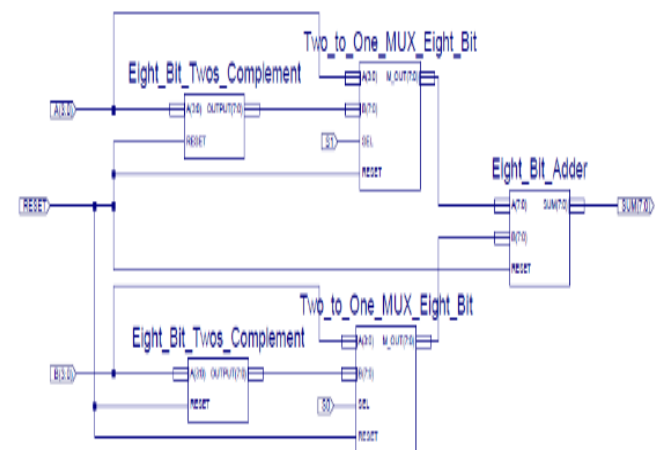 Two_to_One_MUX_Eight_Bit
Eight_Bit_Twos_Complement
A(3:0) M_OUT(7:0)
A(3:0)
A(3:0) OUTPUT(7:0)
B(7:0)
RESET
S1
SEL
RESET
Eight_Bit_Adder
RESET
A(7:0) SUM(7:0)
SUM(7:0)
B(7:0)
RESET
Two_to_One_MUX_Eight_Bit
Eight_Bit_Twos_Complement
A(3:0) M_OUT(7:0)
B(3:0)
A(3:0) OUTPUT(7:0)
B(7:0)
RESET
S0
SEL
RESET